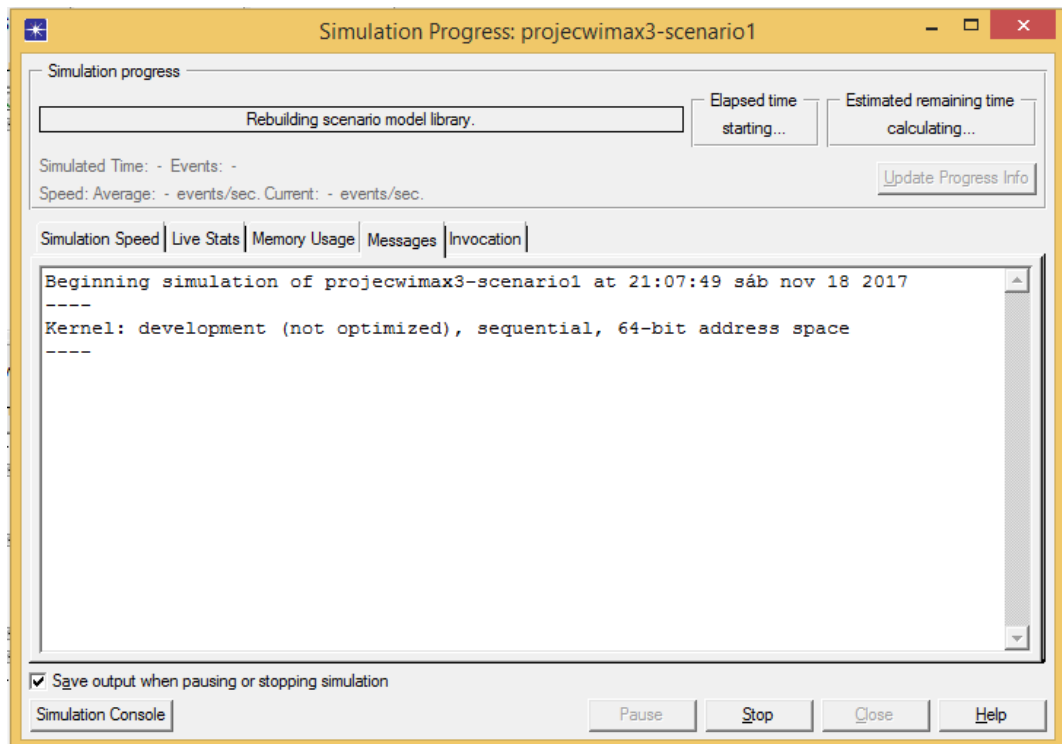 Simulation Progress: projecwimax3-scenario1
Simulation progress
Rebuilding scenario model library.
Elapsed time
starting...
Estimated remaining time
calculating...
Simulated Time: - Events: -
Speed: Average: - events/sec. Current: - events/sec.
Update Progress Info
Simulation Speed Live Stats Memory Usage Messages Invocation
Beginning simulation of projecwimax3-scenario1 at 21:07:49 sáb nov 18 2017
----
Kernel: development (not optimized), sequential, 64-bit address space
----
Save output when pausing or stopping simulation
Simulation Console Pause Stop Close Help